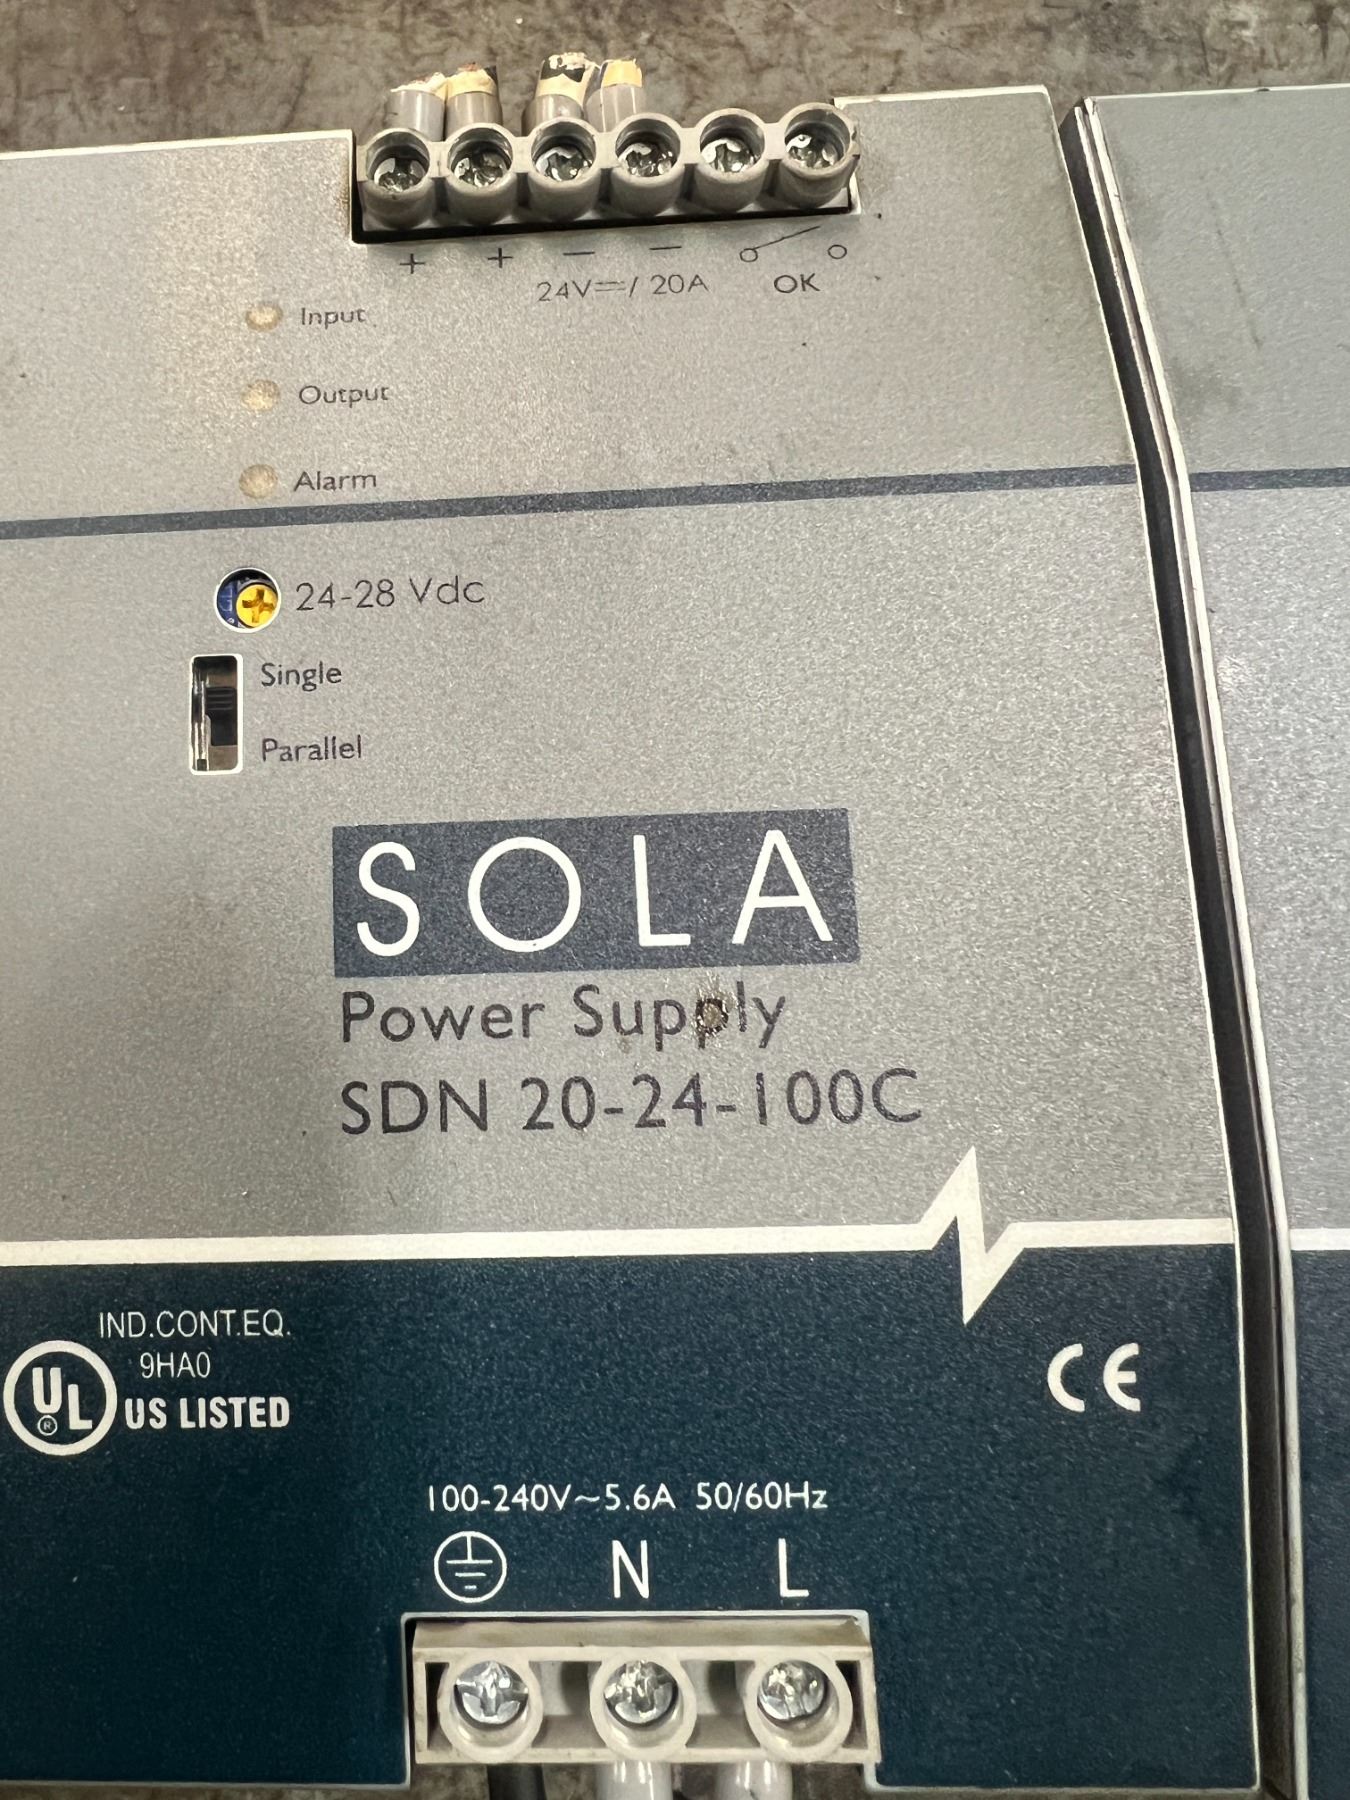 + + — —
24V⎓/ 20A OK
Input
Output
Alarm
24-28 Vdc
Single
Parallel
SOLA
Power Supply
SDN 20-24-100C
IND.CONT.EQ.
9HA0
UL ® US LISTED
CE
100-240V~5.6A 50/60Hz
N L